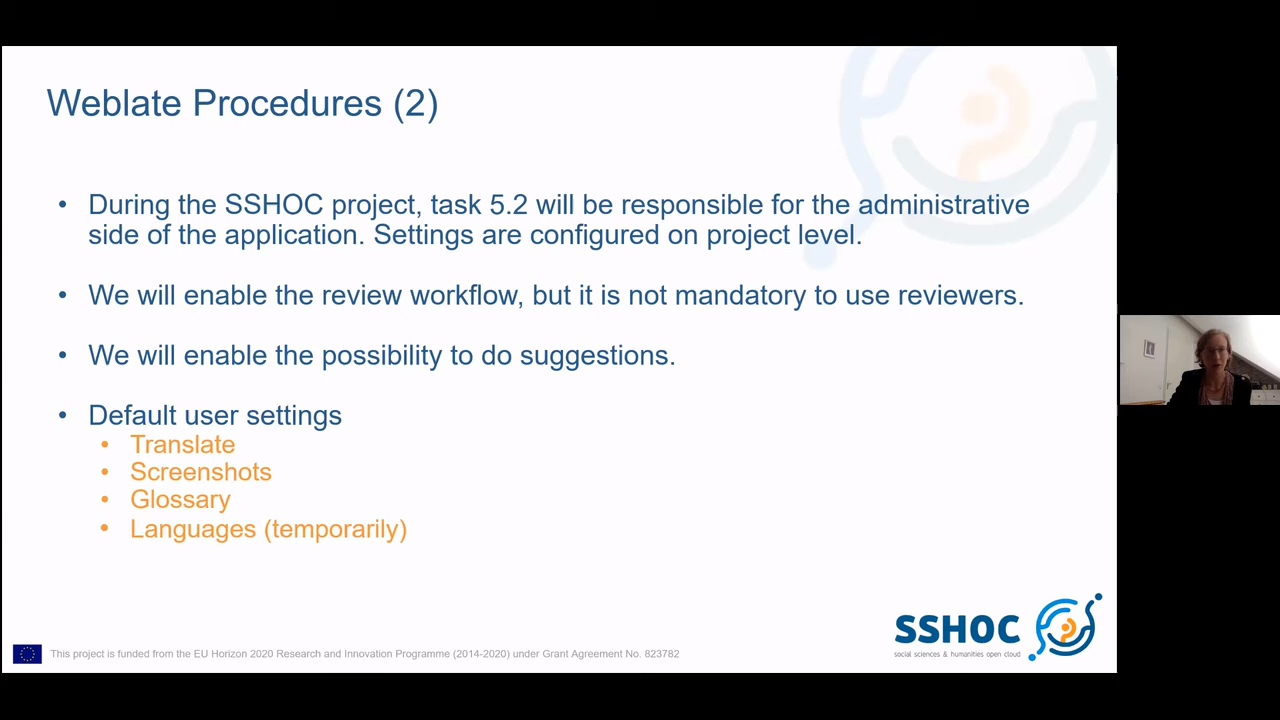 Weblate Procedures (2)
• During the SSHOC project, task 5.2 will be responsible for the administrative
side of the application. Settings are configured on project level.
• We will enable the review workflow, but it is not mandatory to use reviewers.
• We will enable the possibility to do suggestions.
• Default user settings
• Translate
• Screenshots
• Glossary
• Languages (temporarily)
SSHOC
social sciences & humanities open cloud
This project is funded from the EU Horizon 2020 Research and Innovation Programme (2014-2020) under Grant Agreement No. 823782